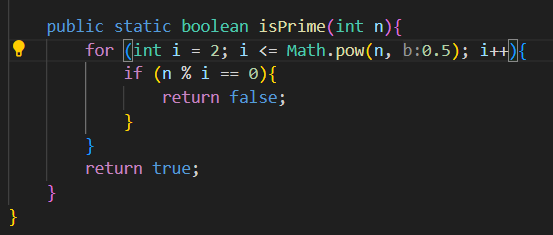 public static boolean isPrime(int n){
for (int i = 2; i <= Math.pow(n, b:0.5); i++){
if (n % i == 0){
return false;
}
}
return true;
}
}